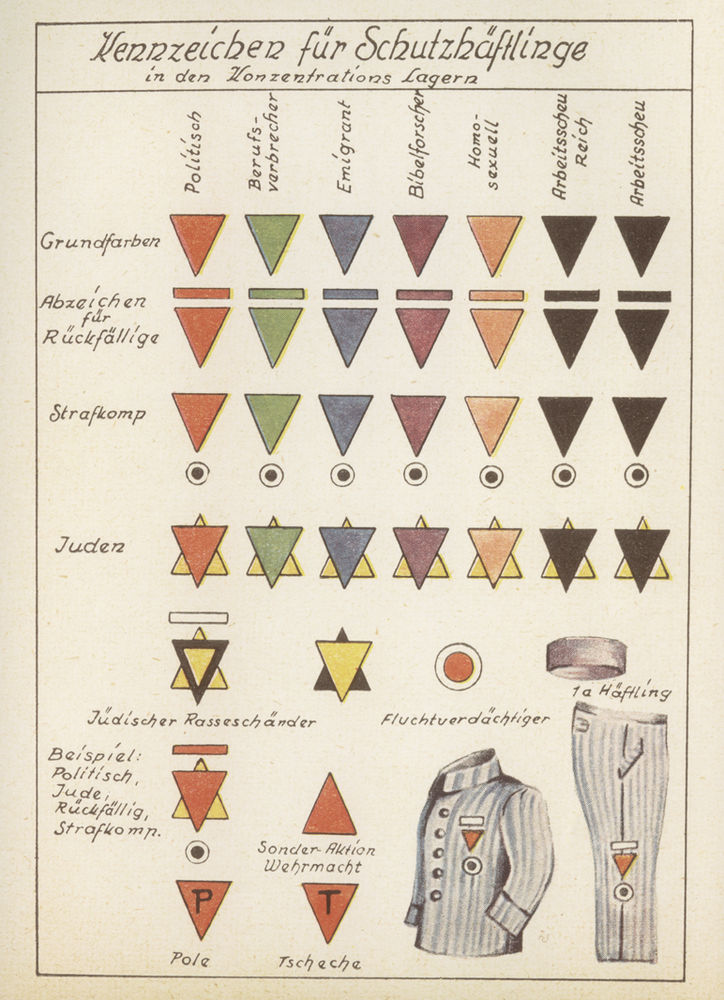 Kennzeichen für Schutzhäftlinge
in den Konzentrations Lagern
Politisch
Berufs-
verbrecher
Emigrant
Bibelforscher
Homo-
sexuell
Arbeitsscheu
Reich
Arbeitsscheu
Grundfarben
Abzeichen
für
Rückfällige
Strafkomp
Juden
Jüdischer Rasseschänder
Fluchtverdächtiger
1a Häftling
Beispiel:
Politisch,
Jude,
Rückfällig,
Strafkomp.
Sonder-Aktion
Wehrmacht
P
Pole
T
Tscheche